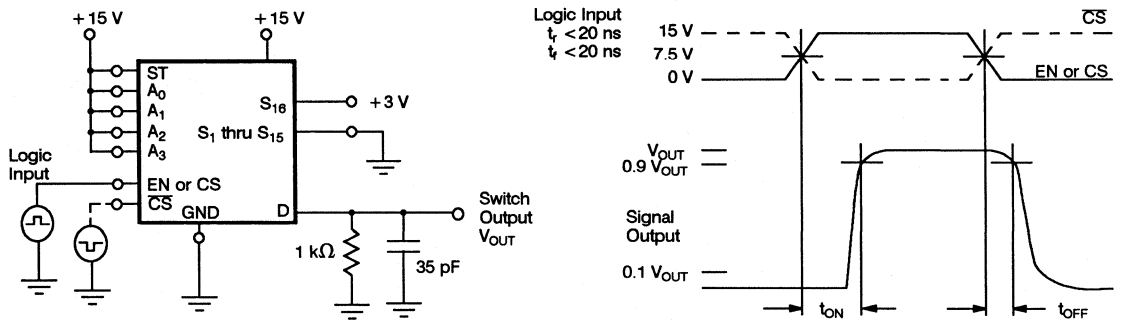 +15 V
+15 V
ST
A0
A1
A2
A3
S16
+3 V
S1 thru S15
Logic
Input
EN or CS
C̅S̅
GND
D
Switch
Output
VOUT
1 kΩ
35 pF
Logic Input
tr <20 ns
tf <20 ns
15 V
7.5 V
0 V
C̅S̅
EN or CS
VOUT
0.9 VOUT
Signal
Output
0.1 VOUT
tON
tOFF